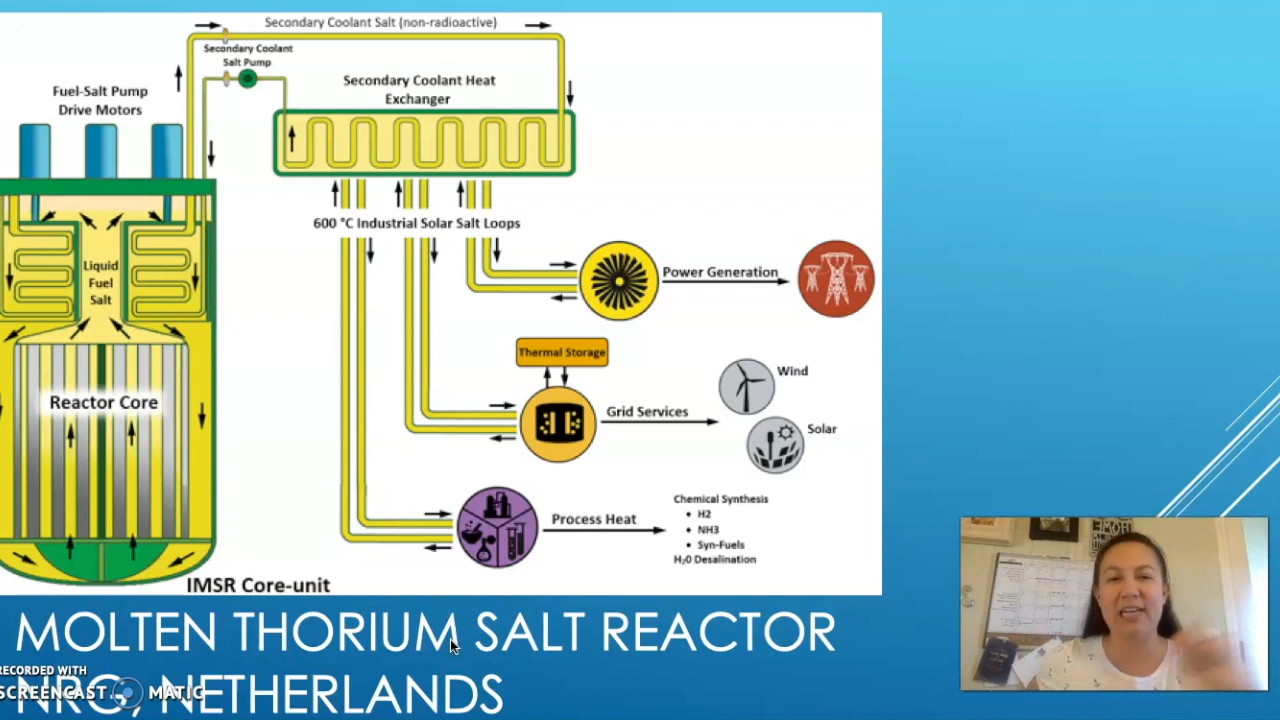 Secondary Coolant Salt (non-radioactive)
Secondary Coolant
Salt Pump
Fuel-Salt Pump
Drive Motors
Secondary Coolant Heat
Exchanger
600 °C Industrial Solar Salt Loops
Liquid
Fuel
Salt
Power Generation
Thermal Storage
Wind
Reactor Core
Grid Services
Solar
Process Heat
Chemical Synthesis
• H2
• NH3
• Syn-Fuels
H₂0 Desalination
IMSR Core-unit
MOLTEN THORIUM SALT REACTOR
NRG, NETHERLANDS
RECORDED WITH
SCREENCAST MATIC
HOME